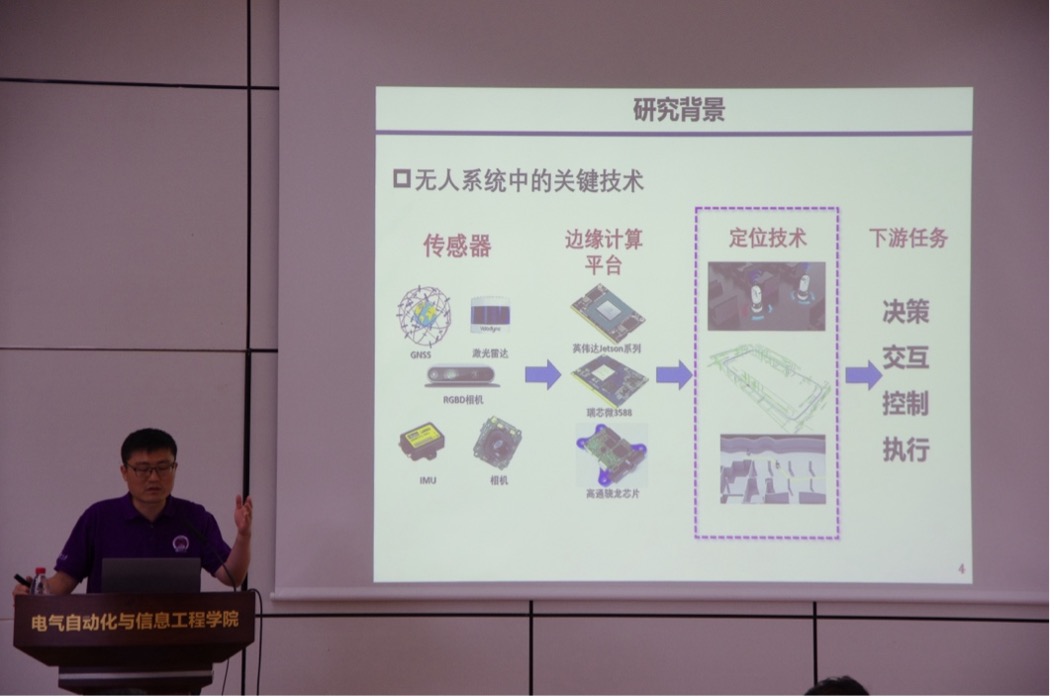 研究背景
无人系统中的关键技术
传感器
边缘计算
平台
定位技术
下游任务
GNSS
激光雷达
RGBD相机
IMU
相机
英伟达Jetson系列
瑞芯微3588
高通骁龙芯片
决策
交互
控制
执行
4
电气自动化与信息工程学院